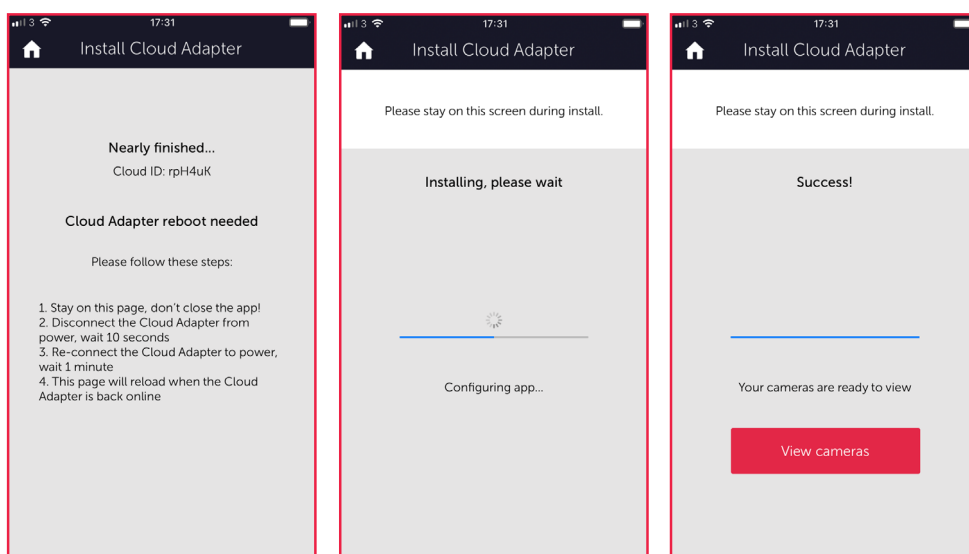 3
17:31
Install Cloud Adapter
Nearly finished...
Cloud ID: rpH4uK
Cloud Adapter reboot needed
Please follow these steps:
1. Stay on this page, don't close the app!
2. Disconnect the Cloud Adapter from
power, wait 10 seconds
3. Re-connect the Cloud Adapter to power,
wait 1 minute
4. This page will reload when the Cloud
Adapter is back online
3
17:31
Install Cloud Adapter
Please stay on this screen during install.
Installing, please wait
Configuring app...
3
17:31
Install Cloud Adapter
Please stay on this screen during install.
Success!
Your cameras are ready to view
View cameras